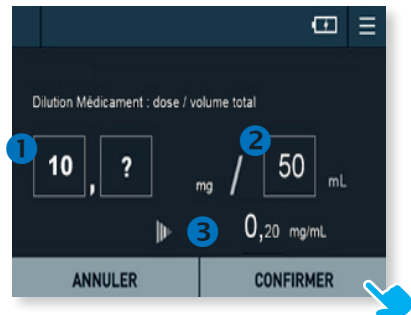 Dilution Médicament : dose / volume total
1 10 , ? mg / 2 50 mL
3 0,20 mg/mL
ANNULER CONFIRMER